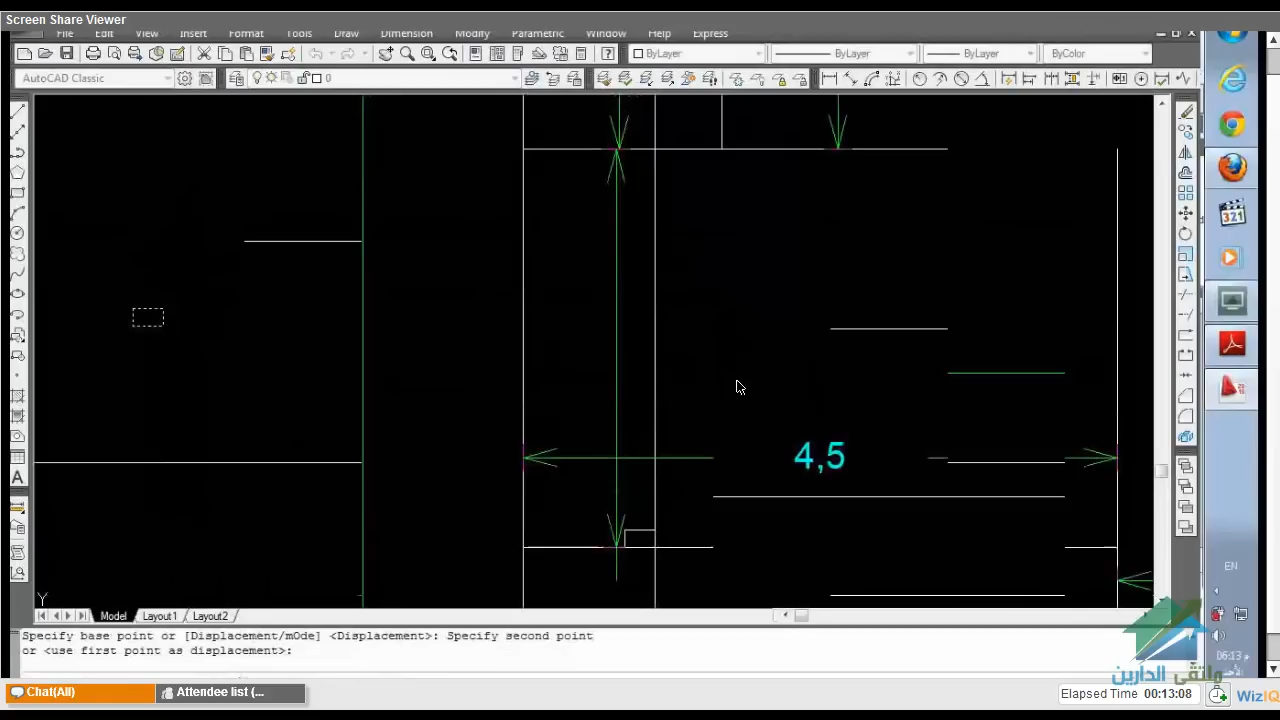 Screen Share Viewer
File Edit View Insert Format Tools Draw Dimension Modify Parametric Window Help Express
ByLayer ByLayer ByLayer ByColor
AutoCAD Classic 0
321
4,5
EN
Y
Model Layout1 Layout2
Specify base point or [Displacement/mOde] <Displacement>: Specify second point
or <use first point as displacement>:
ملتقى الدارين
Chat(All) Attendee list (...
Elapsed Time 00:13:08
WizIQ